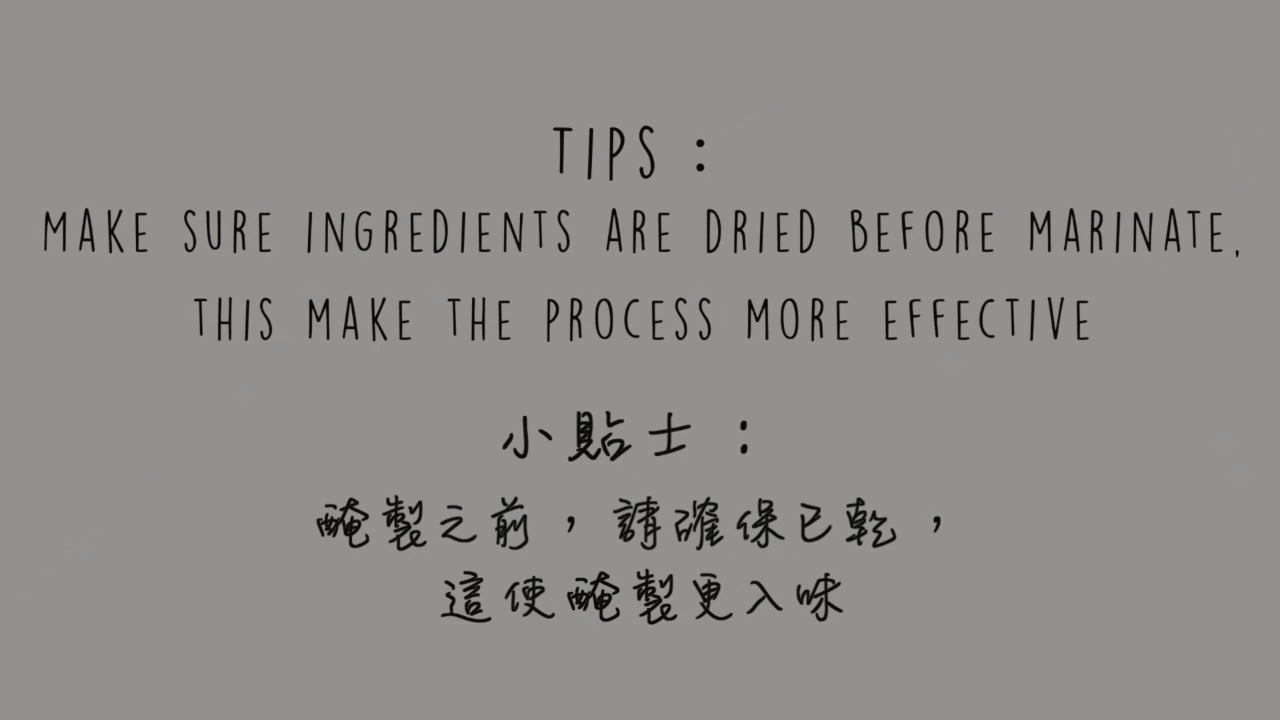 TIPS :
MAKE SURE INGREDIENTS ARE DRIED BEFORE MARINATE,
THIS MAKE THE PROCESS MORE EFFECTIVE
小貼士 :
醃製之前，請確保已乾，
這使醃製更入味